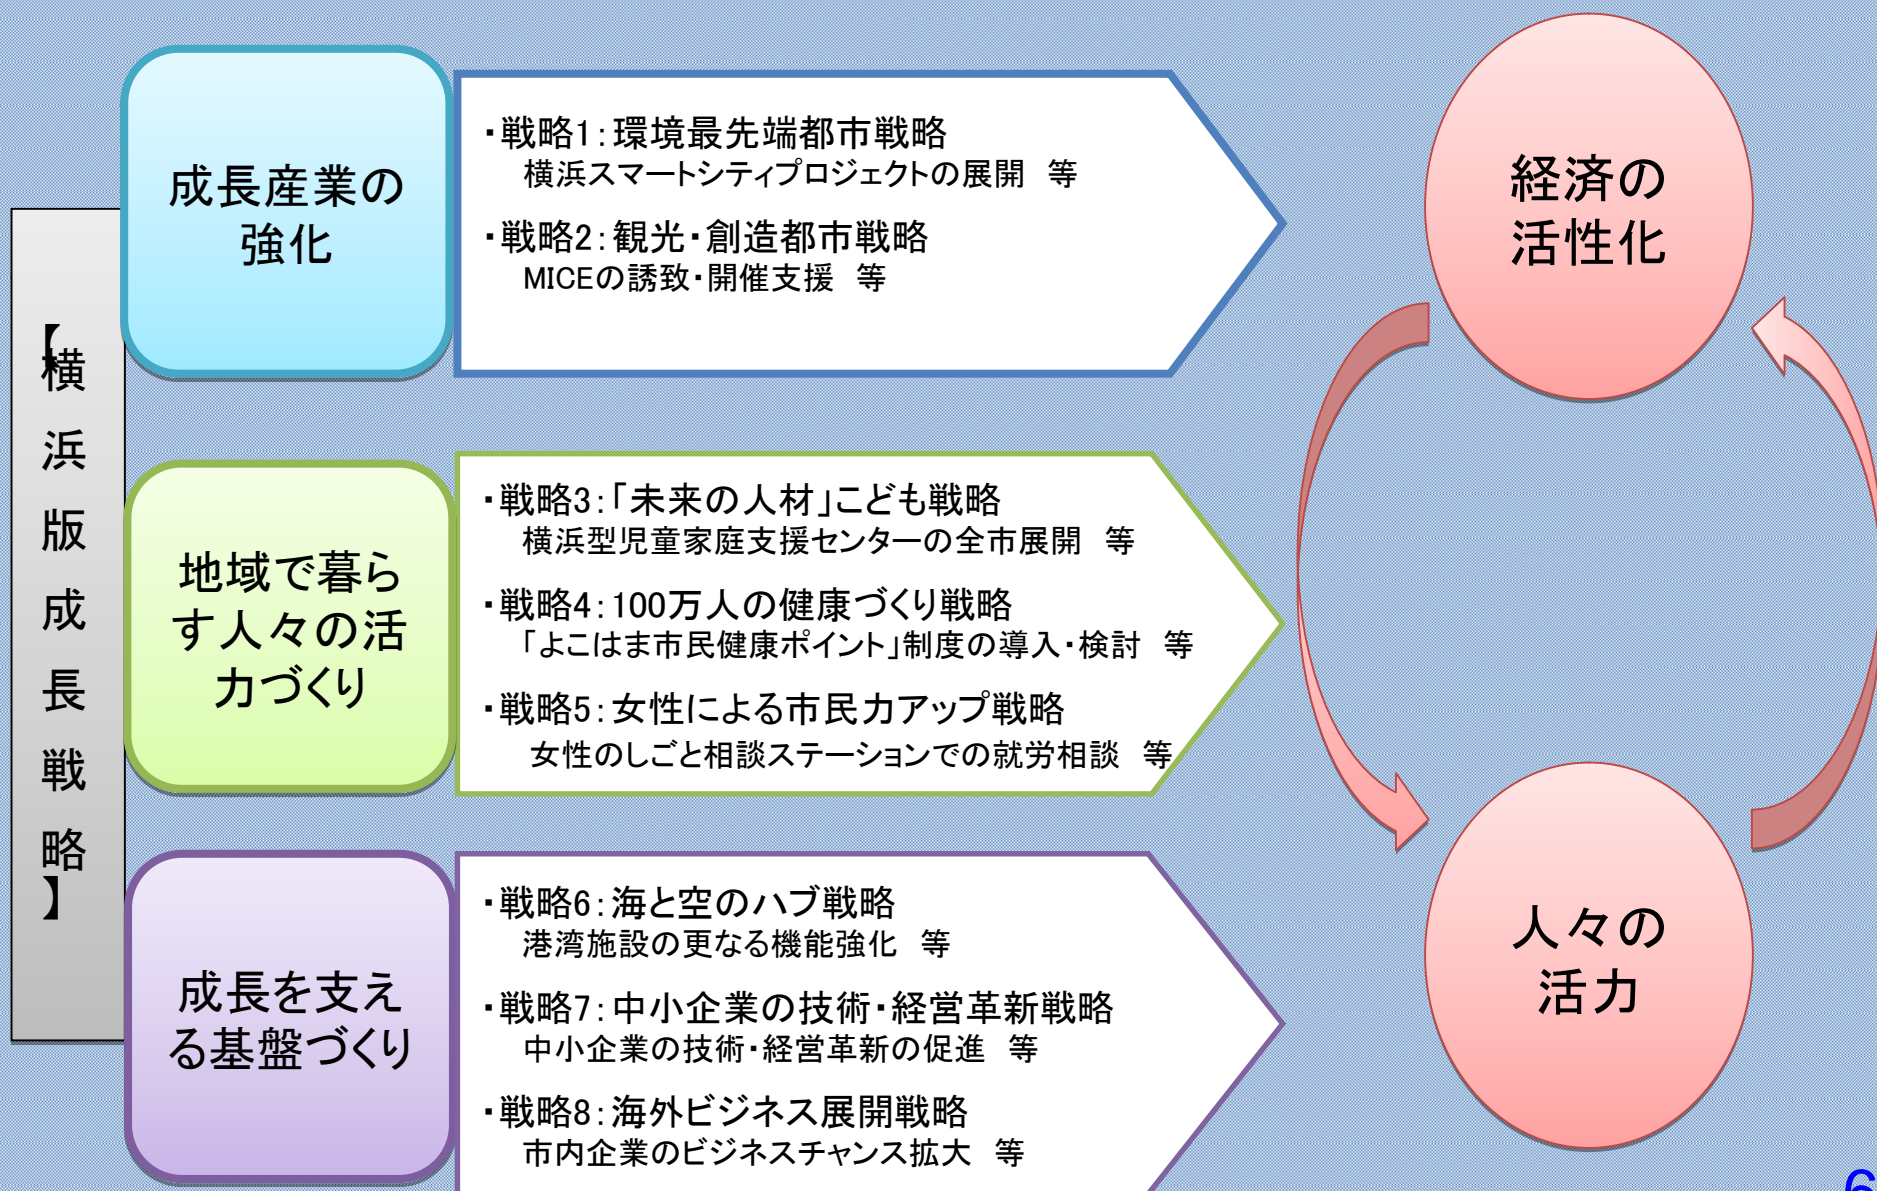 【横浜版成長戦略】
成長産業の
強化
・戦略1：環境最先端都市戦略
横浜スマートシティプロジェクトの展開　等
・戦略2：観光・創造都市戦略
MICEの誘致・開催支援　等
地域で暮ら
す人々の活
力づくり
・戦略3：「未来の人材」こども戦略
横浜型児童家庭支援センターの全市展開　等
・戦略4：100万人の健康づくり戦略
「よこはま市民健康ポイント」制度の導入・検討　等
・戦略5：女性による市民力アップ戦略
女性のしごと相談ステーションでの就労相談　等
成長を支え
る基盤づくり
・戦略6：海と空のハブ戦略
港湾施設の更なる機能強化　等
・戦略7：中小企業の技術・経営革新戦略
中小企業の技術・経営革新の促進　等
・戦略8：海外ビジネス展開戦略
市内企業のビジネスチャンス拡大　等
経済の
活性化
人々の
活力
6